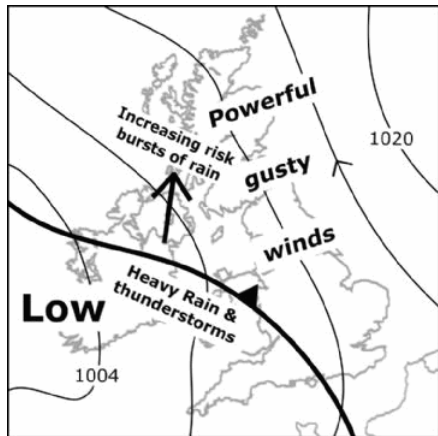 Powerful
Increasing risk
bursts of rain
1020
gusty
winds
Heavy Rain &
thunderstorms
Low
1004